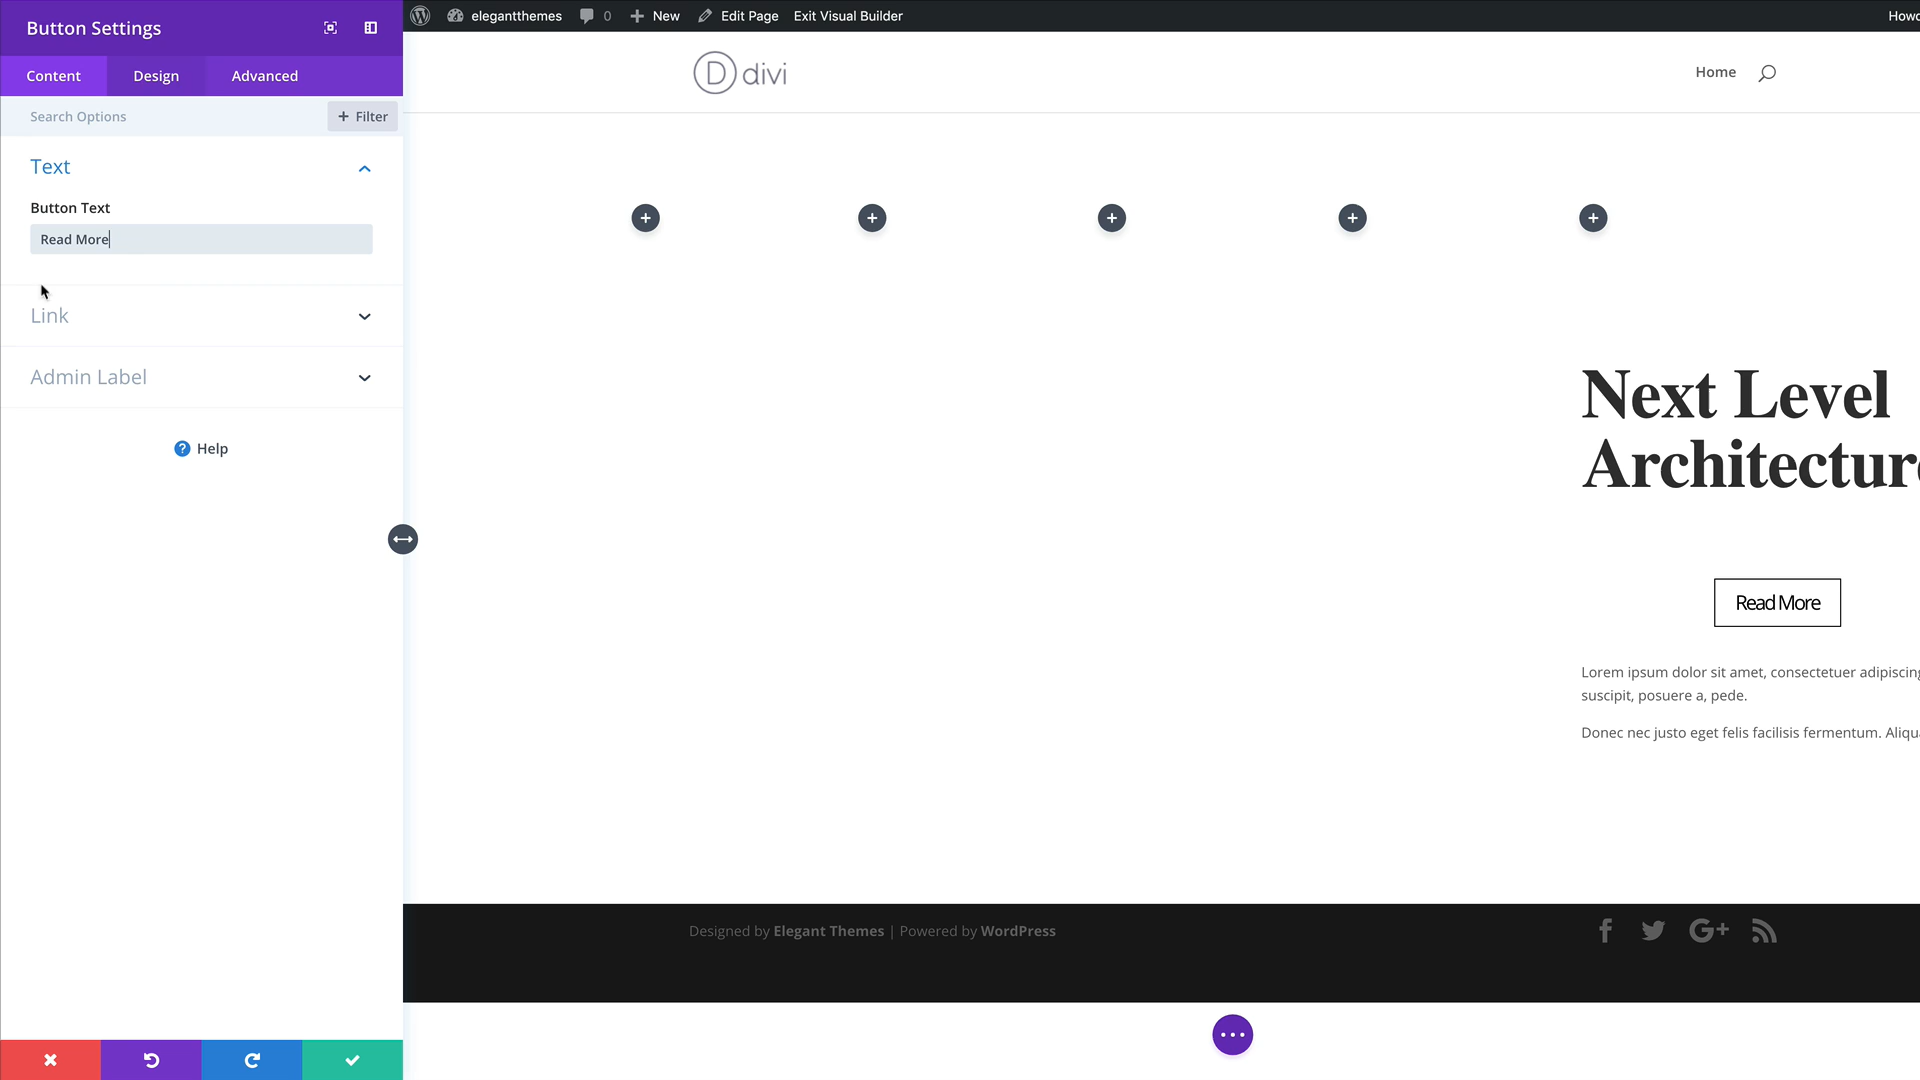 Button Settings
Content Design Advanced
Search Options
+ Filter
Text
Button Text
Read More
Link
Admin Label
? Help
elegantthemes 0 + New Edit Page Exit Visual Builder
Howd
D divi
Home
Next Level
Architecture
Read More
Lorem ipsum dolor sit amet, consectetuer adipiscing
suscipit, posuere a, pede.
Donec nec justo eget felis facilisis fermentum. Aliqu
Designed by Elegant Themes | Powered by WordPress